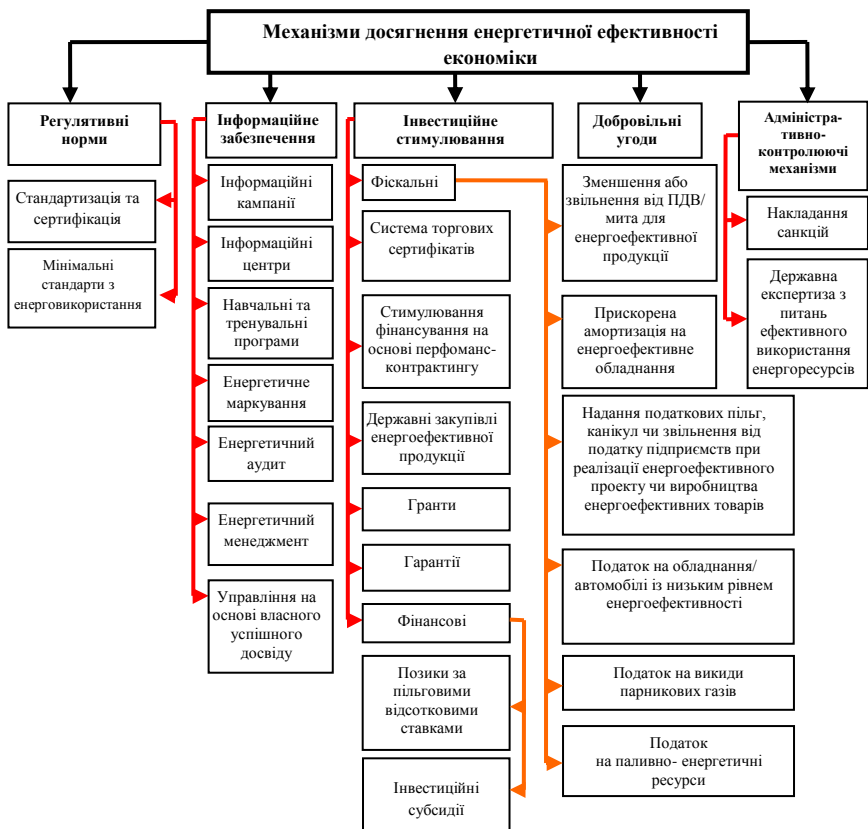 Механізми досягнення енергетичної ефективності
економіки
Регулятивні
норми
Стандартизація та
сертифікація
Мінімальні
стандарти з
енерговикористання
Інформаційне
забезпечення
Інформаційні
кампанії
Інформаційні
центри
Навчальні та
тренувальні
програми
Енергетичне
маркування
Енергетичний
аудит
Енергетичний
менеджмент
Управління на
основі власного
успішного
досвіду
Інвестиційне
стимулювання
Фіскальні
Система торгових
сертифікатів
Стимулювання
фінансування на
основі перфоманс-
контрактингу
Державні закупівлі
енергоефективної
продукції
Гранти
Гарантії
Фінансові
Позики за
пільговими
відсотковими
ставками
Інвестиційні
субсидії
Добровільні
угоди
Зменшення або
звільнення від ПДВ/
мита для
енергоефективної
продукції
Прискорена
амортизація на
енергоефективне
обладнання
Надання податкових пільг,
канікул чи звільнення від
податку підприємств при
реалізації енергоефективного
проекту чи виробництва
енергоефективних товарів
Податок на обладнання/
автомобілі із низьким рівнем
енергоефективності
Податок на викиди
парникових газів
Податок
на паливно- енергетичні
ресурси
Адміністра-
тивно-
контролюючі
механізми
Накладання
санкцій
Державна
експертиза з
питань
ефективного
використання
енергоресурсів